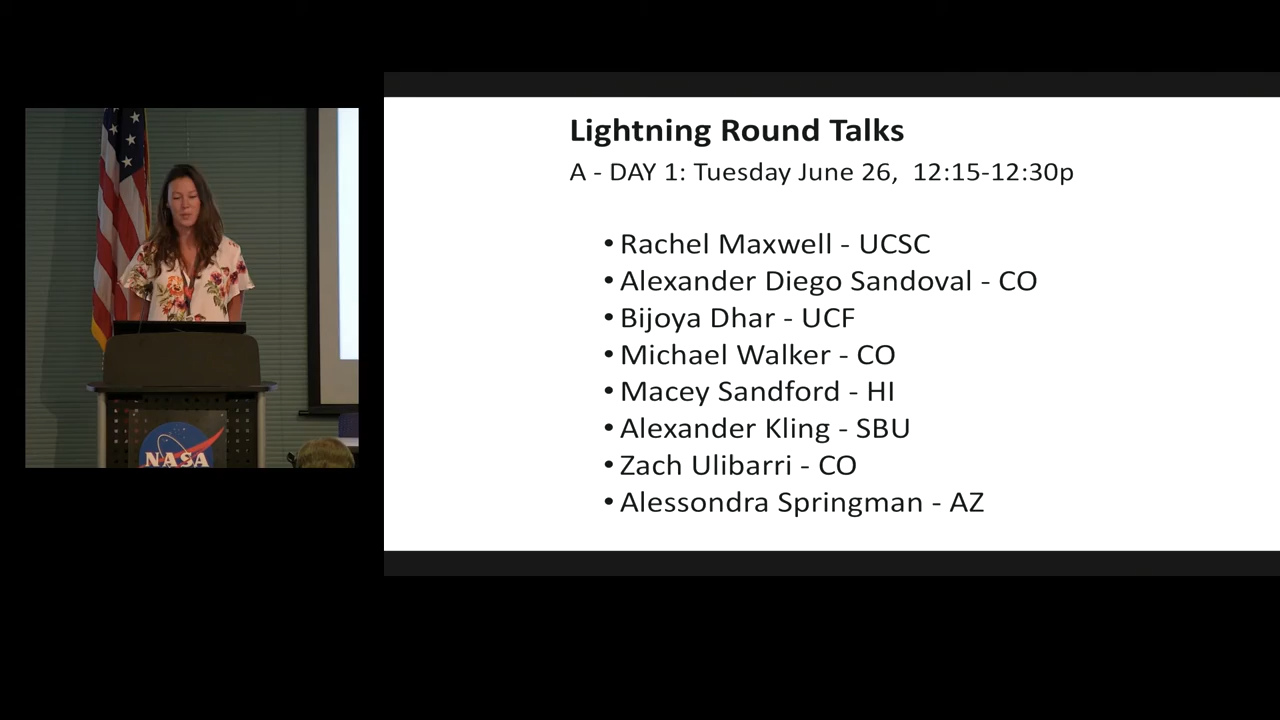 Lightning Round Talks
A - DAY 1: Tuesday June 26, 12:15-12:30p
• Rachel Maxwell - UCSC
• Alexander Diego Sandoval - CO
• Bijoya Dhar - UCF
• Michael Walker - CO
• Macey Sandford - HI
• Alexander Kling - SBU
• Zach Ulibarri - CO
• Alessondra Springman - AZ
NASA